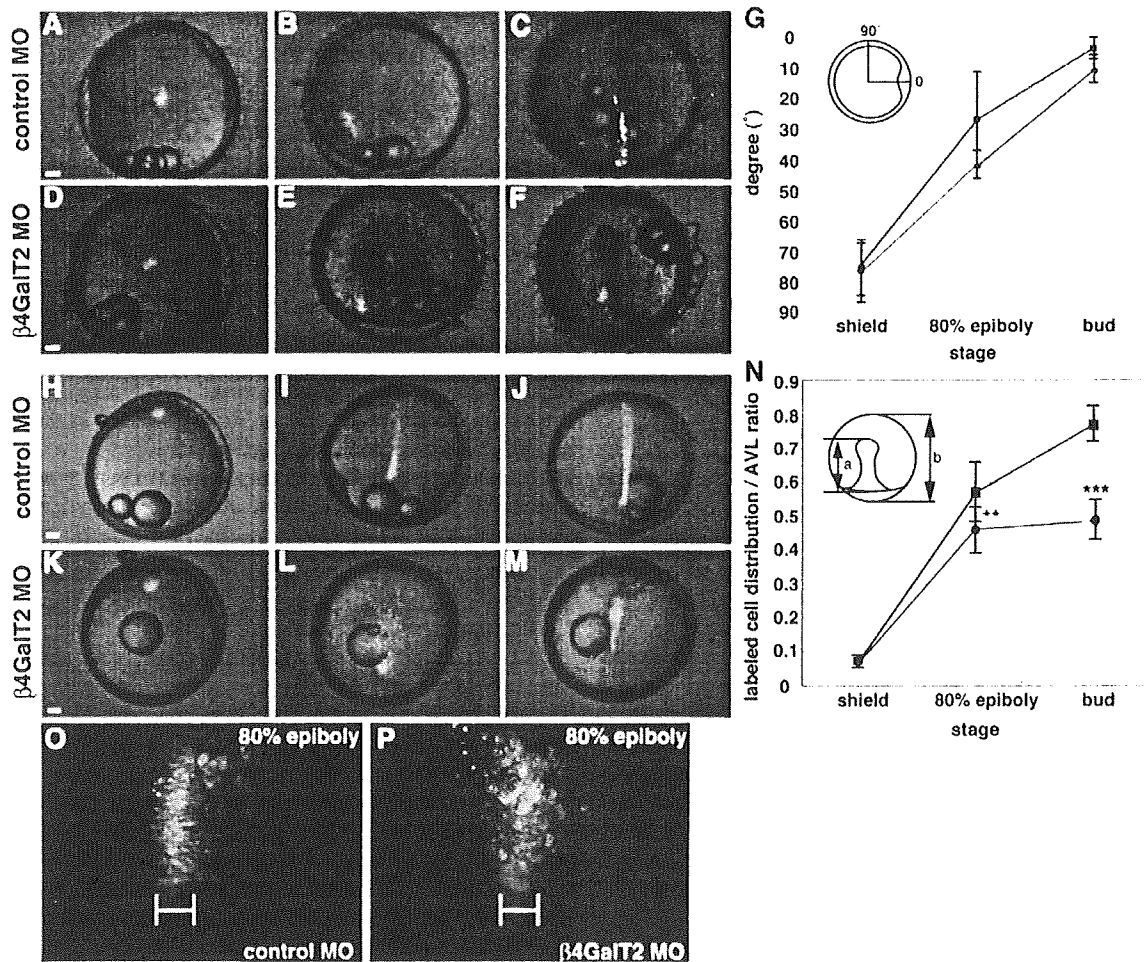 control MO
A
B
C
β4GalT2 MO
D
E
F
G
90°
0
degree (°)
0
10
20
30
40
50
60
70
80
90
shield
80% epiboly
bud
stage
control MO
H
I
J
β4GalT2 MO
K
L
M
N
labeled cell distribution / AVL ratio
0.9
0.8
0.7
0.6
0.5
0.4
0.3
0.2
0.1
0
a
b
**
***
shield
80% epiboly
bud
stage
O
80% epiboly
control MO
P
80% epiboly
β4GalT2 MO